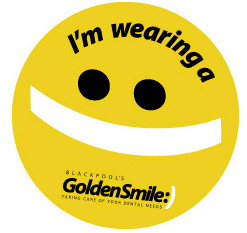 I'm wearing a
BLACKPOOL'S
GoldenSmile:)
TAKING CARE OF YOUR DENTAL NEEDS